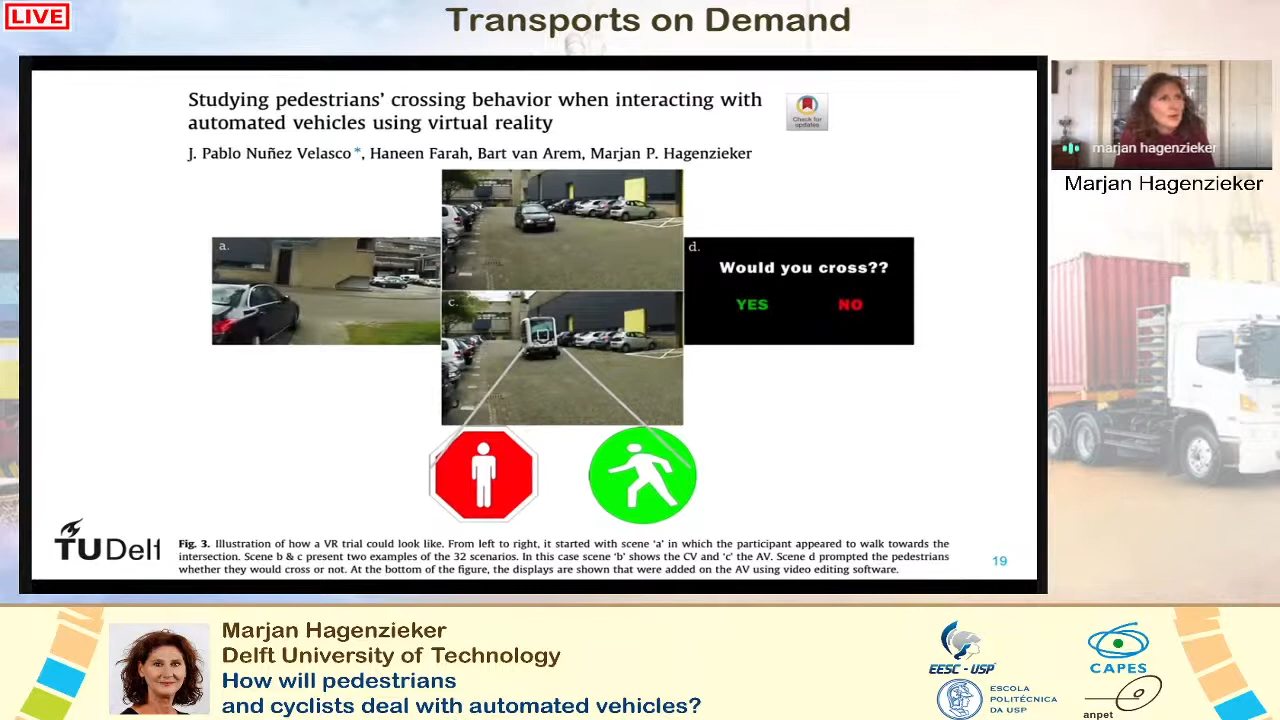 LIVE
Transports on Demand
Studying pedestrians’ crossing behavior when interacting with
automated vehicles using virtual reality
Check for
updates
J. Pablo Nuñez Velasco*, Haneen Farah, Bart van Arem, Marjan P. Hagenzieker
marjan hagenzieker
Marjan Hagenzieker
a.
c.
d.
Would you cross??
YES NO
TU Delft
Fig. 3. Illustration of how a VR trial could look like. From left to right, it started with scene ‘a’ in which the participant appeared to walk towards the
intersection. Scene b & c present two examples of the 32 scenarios. In this case scene ‘b’ shows the CV and ‘c’ the AV. Scene d prompted the pedestrians
whether they would cross or not. At the bottom of the figure, the displays are shown that were added on the AV using video editing software.
19
Marjan Hagenzieker
Delft University of Technology
How will pedestrians
and cyclists deal with automated vehicles?
EESC - USP
CAPES
ESCOLA
POLITÉCNICA
DA USP
anpet